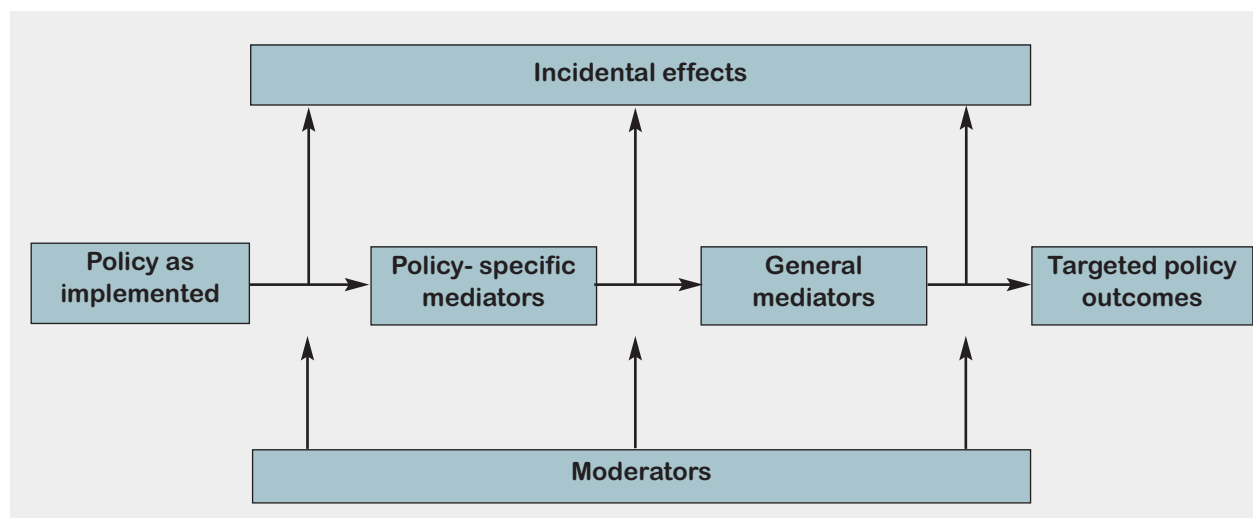 Incidental effects
Policy as
implemented
Policy- specific
mediators
General
mediators
Targeted policy
outcomes
Moderators